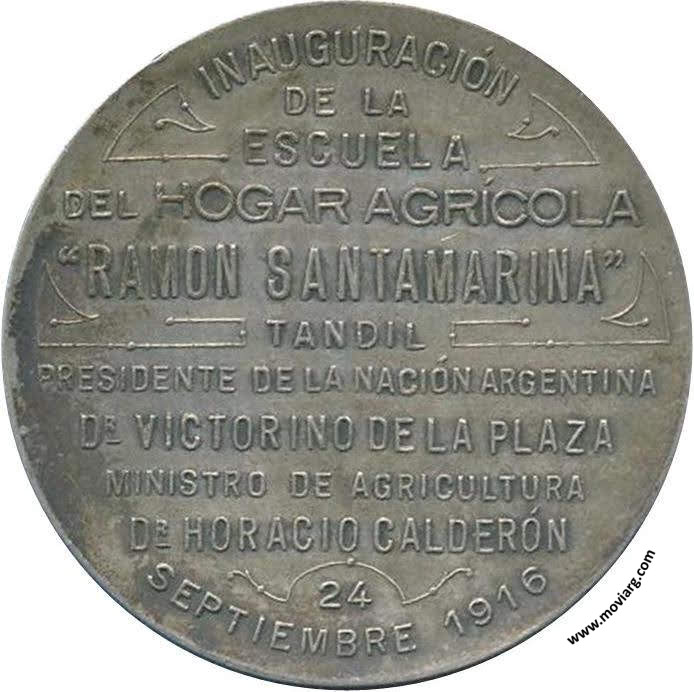 INAUGURACIÓN
DE LA
ESCUELA
DEL HOGAR AGRÍCOLA
"RAMON SANTAMARINA"
TANDIL
PRESIDENTE DE LA NACIÓN ARGENTINA
DR VICTORINO DE LA PLAZA
MINISTRO DE AGRICULTURA
DR HORACIO CALDERÓN
24
SEPTIEMBRE 1916
www.moviarg.com